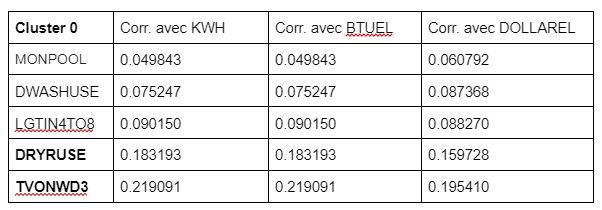 Cluster 0 Corr. avec KWH Corr. avec BTUEL Corr. avec DOLLAREL
MONPOOL 0.049843 0.049843 0.060792
DWASHUSE 0.075247 0.075247 0.087368
LGTIN4TO8 0.090150 0.090150 0.088270
DRYRUSE 0.183193 0.183193 0.159728
TVONWD3 0.219091 0.219091 0.195410